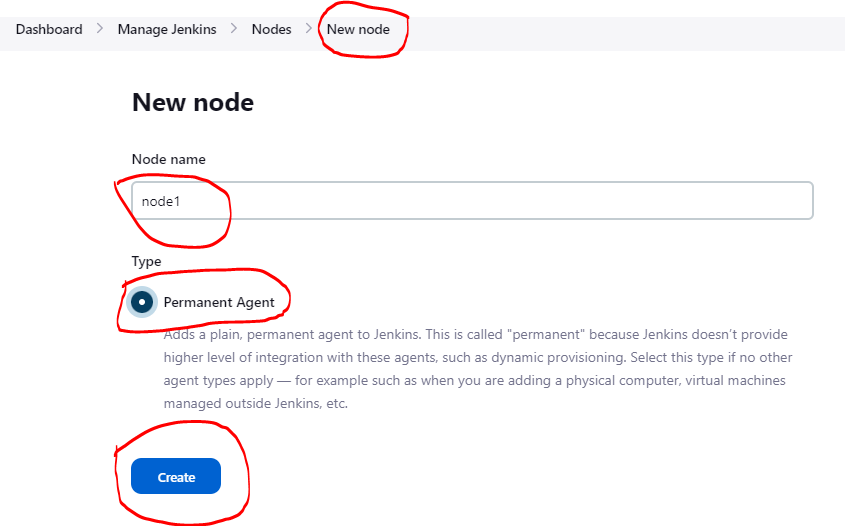 Dashboard > Manage Jenkins > Nodes > New node
New node
Node name
node1
Type
Permanent Agent
Adds a plain, permanent agent to Jenkins. This is called "permanent" because Jenkins doesn't provide
higher level of integration with these agents, such as dynamic provisioning. Select this type if no other
agent types apply — for example such as when you are adding a physical computer, virtual machines
managed outside Jenkins, etc.
Create